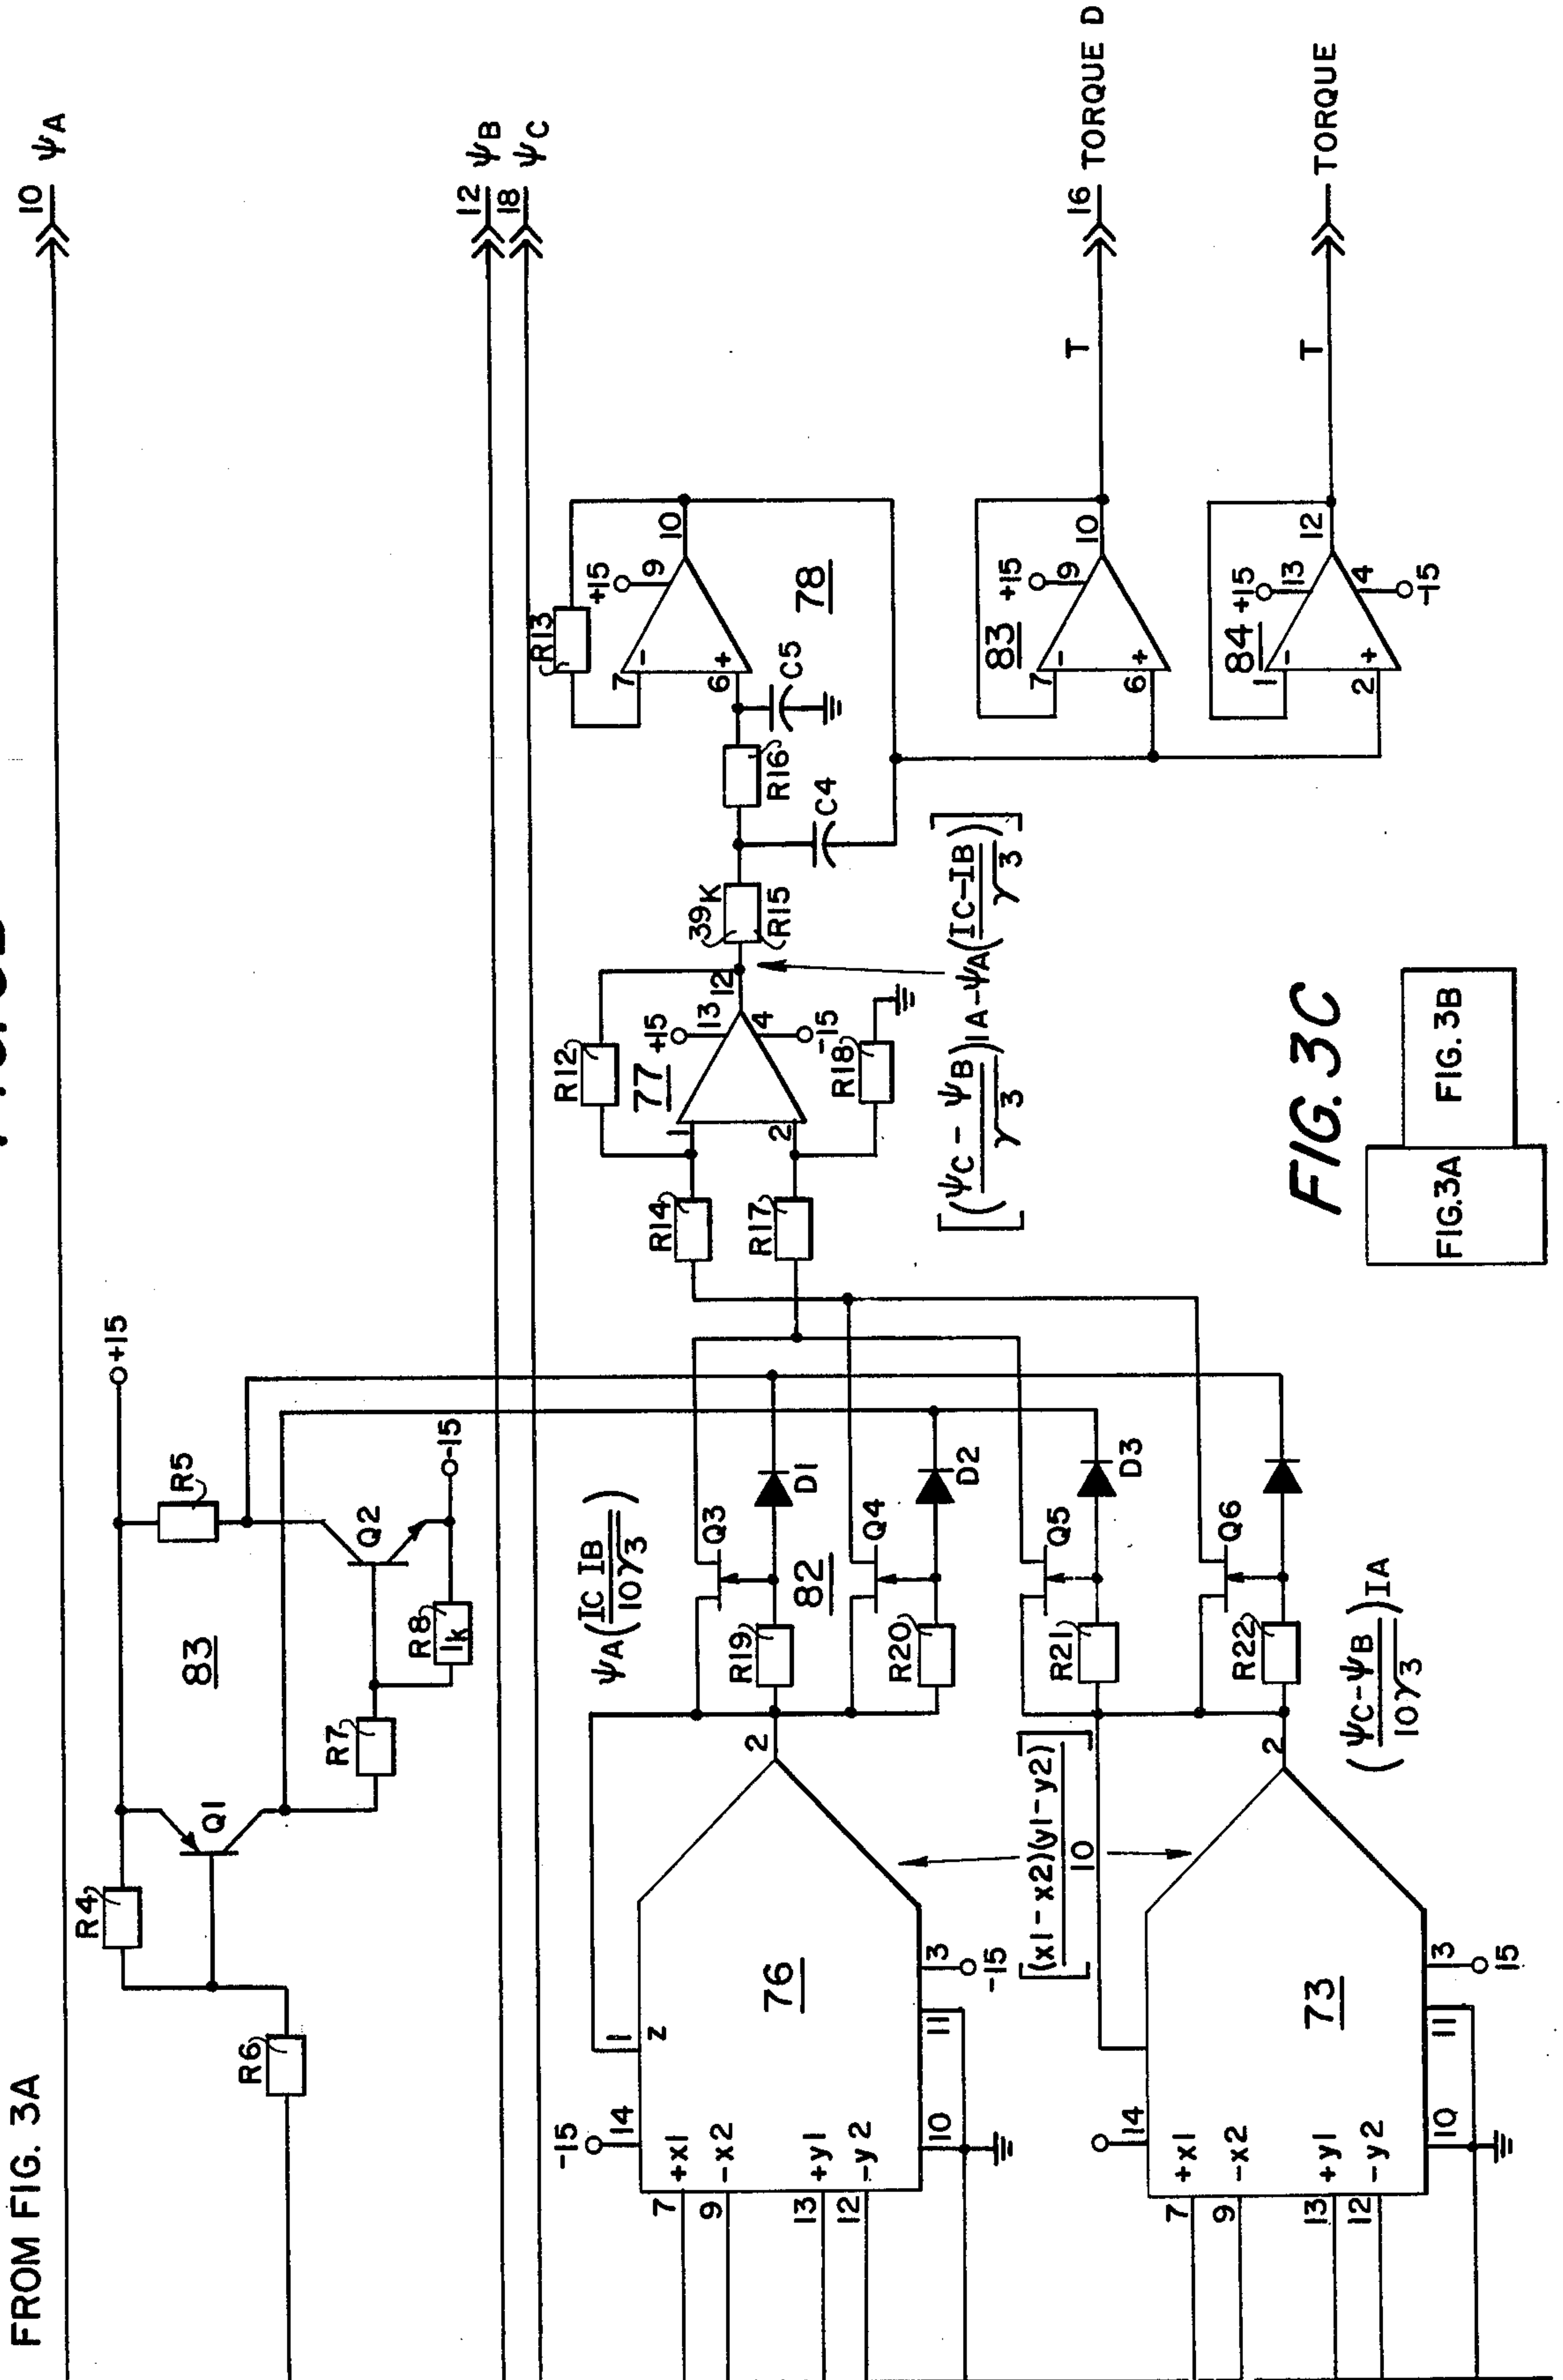 FROM FIG. 3A
10 ψA
12 ψB
18 ψC
+15
R4
R5
R6
Q1
83
R7
R8
1K
Q2
-15
ψA(IC IB/10√3)
-15
14
1
Z
7 +x1
9 -x2
13 +y1
12 -y2
76
10
11
3
-15
2
R19
Q3
D1
82
R20
Q4
D2
[(x1-x2)(y1-y2)/10]
14
7 +x1
9 -x2
13 +y1
12 -y2
73
10
11
3
15
2
R21
Q5
D3
R22
Q6
(ψC-ψB/10√3)IA
R14
R17
R12
77
+15
13
1
2
12
4
-15
R18
39K
R15
[(ψC - ψB/√3)IA-ψA(IC-IB/√3)]
C4
R16
C5
R13
+15
9
7 -
6 +
10
78
83
+15
9
7 -
6 +
10
T
16 TORQUE D
84
+15
13
1 -
2 +
12
4
-15
T
TORQUE
FIG. 3C
FIG.3A
FIG. 3B